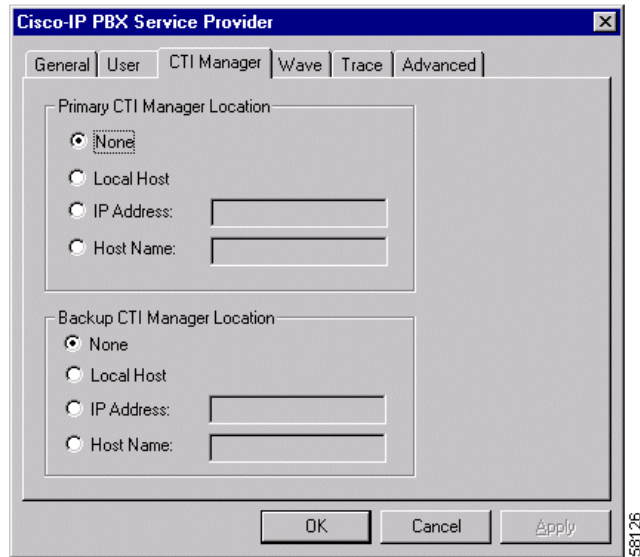 Cisco-IP PBX Service Provider
General User CTI Manager Wave Trace Advanced
Primary CTI Manager Location
None
Local Host
IP Address:
Host Name:
Backup CTI Manager Location
None
Local Host
IP Address:
Host Name:
OK Cancel Apply